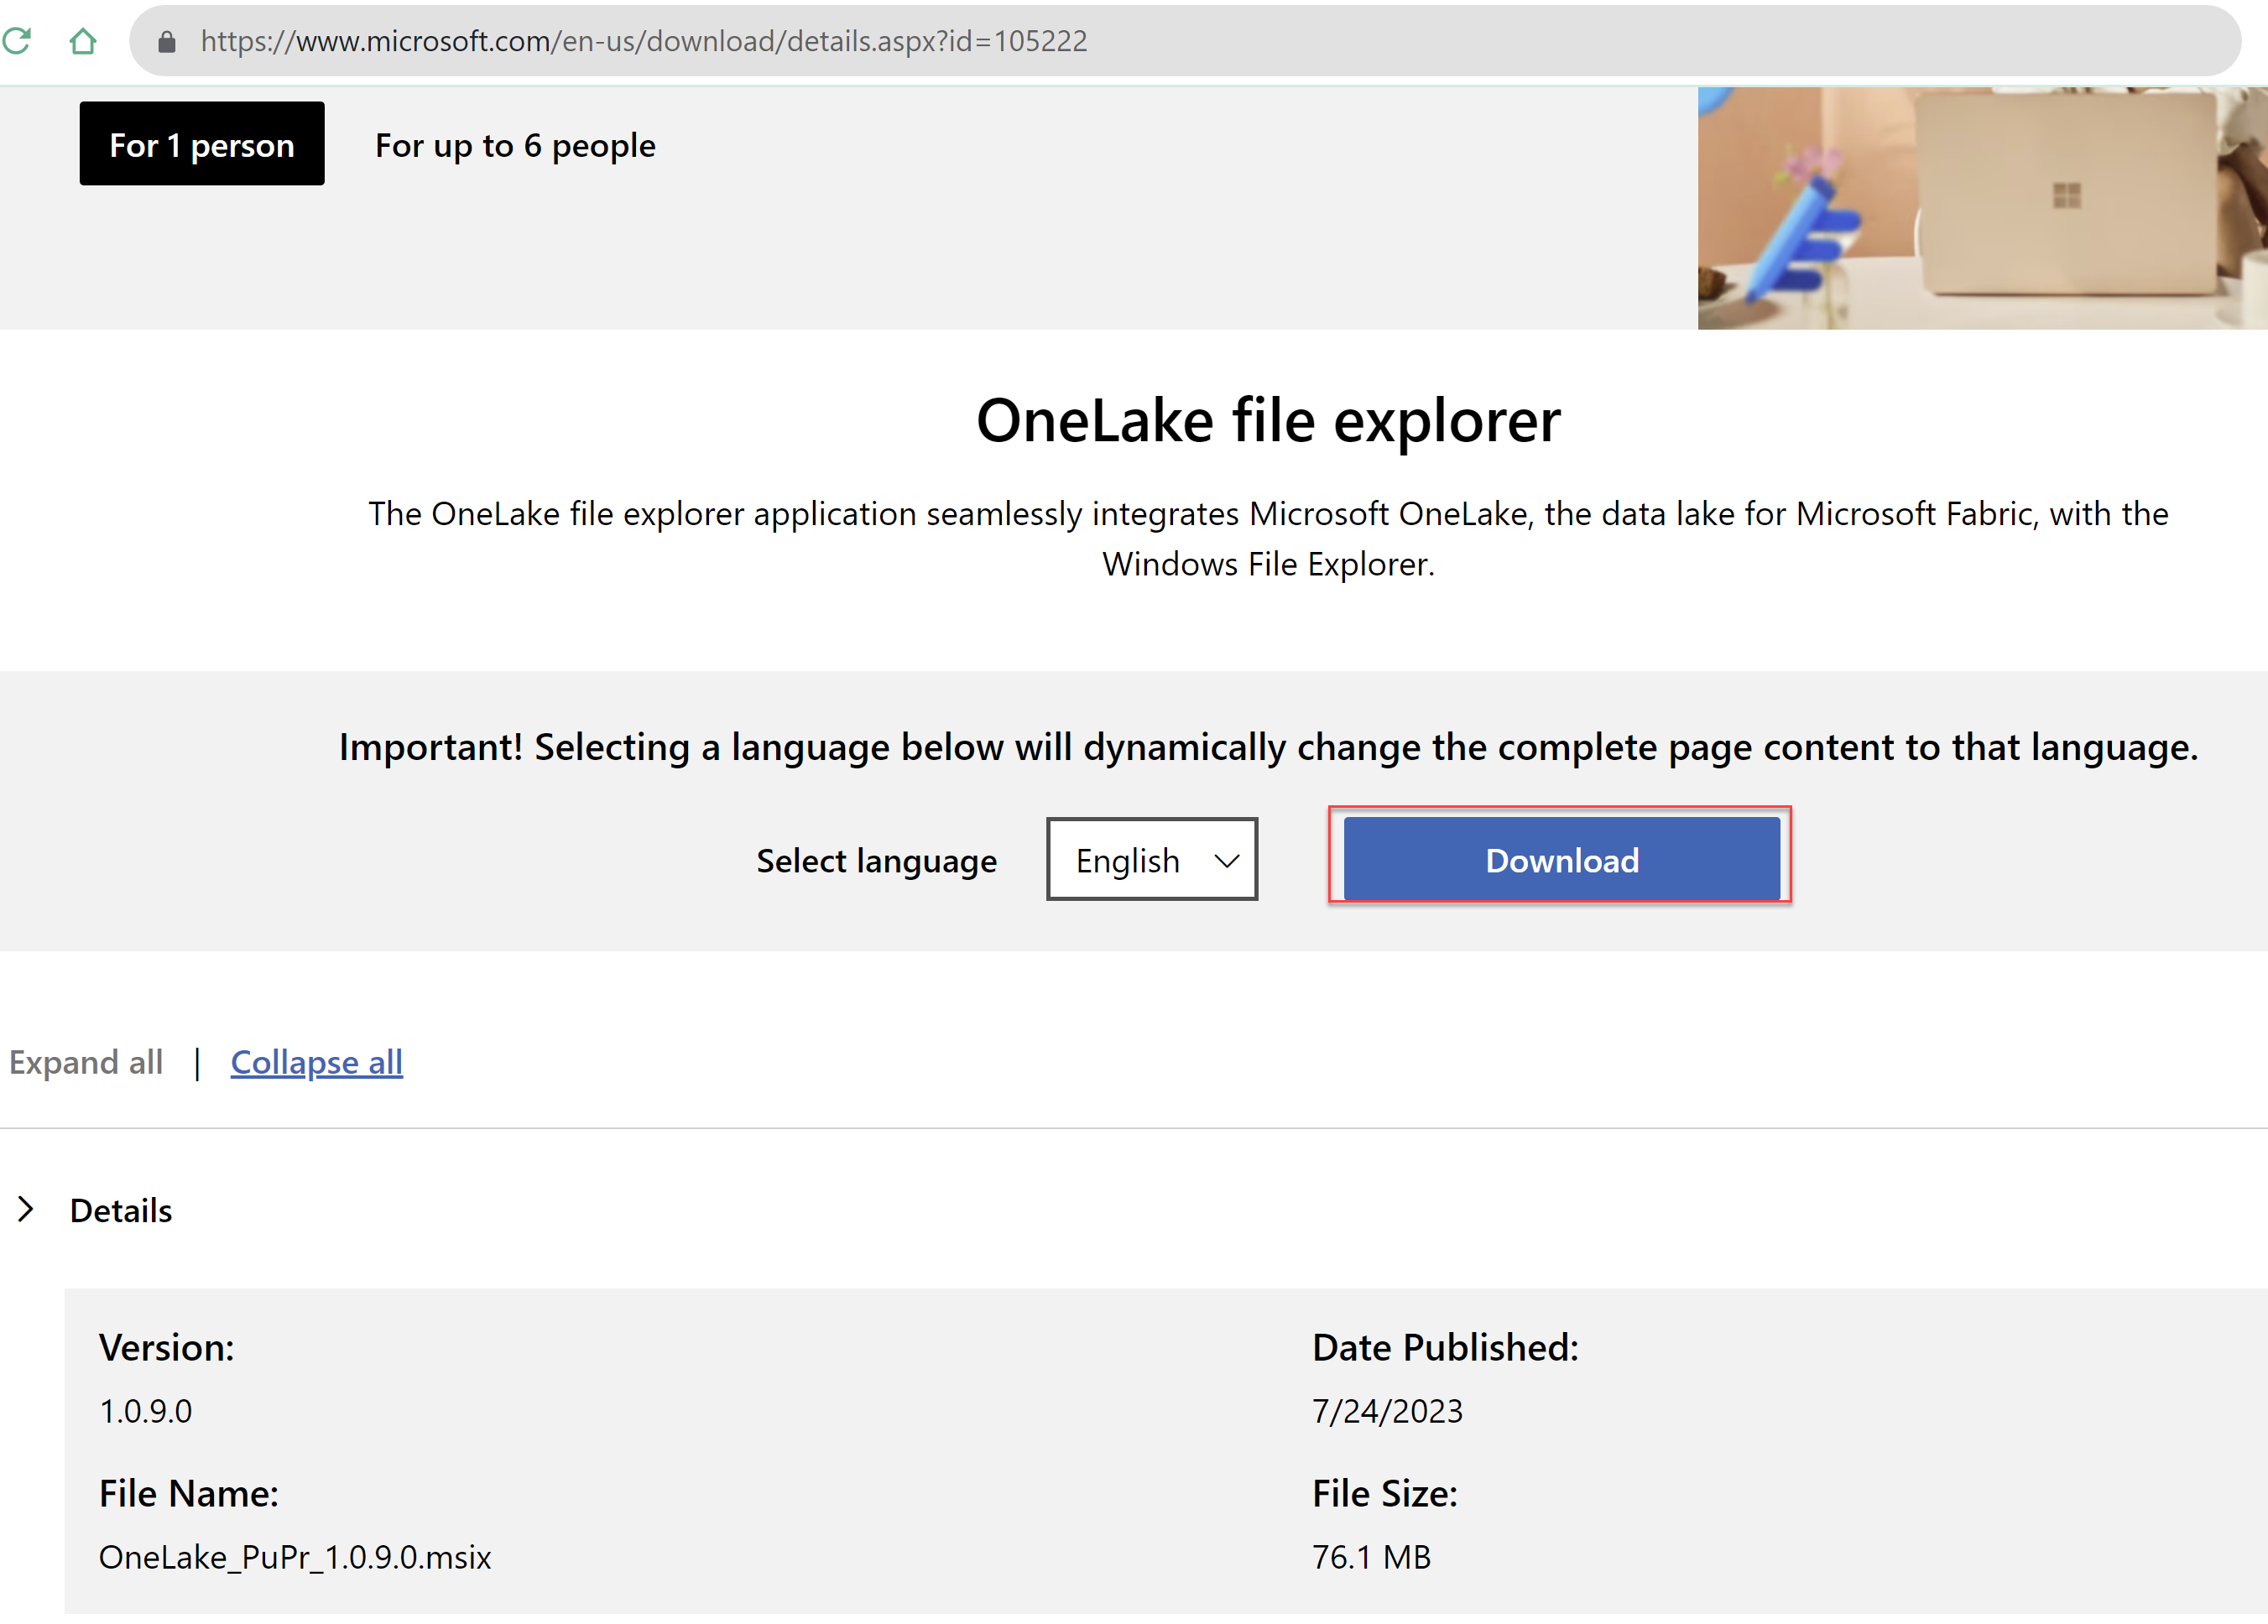 https://www.microsoft.com/en-us/download/details.aspx?id=105222
For 1 person
For up to 6 people
OneLake file explorer
The OneLake file explorer application seamlessly integrates Microsoft OneLake, the data lake for Microsoft Fabric, with the
Windows File Explorer.
Important! Selecting a language below will dynamically change the complete page content to that language.
Select language
English
Download
Expand all | Collapse all
Details
Version:
1.0.9.0
Date Published:
7/24/2023
File Name:
OneLake_PuPr_1.0.9.0.msix
File Size:
76.1 MB